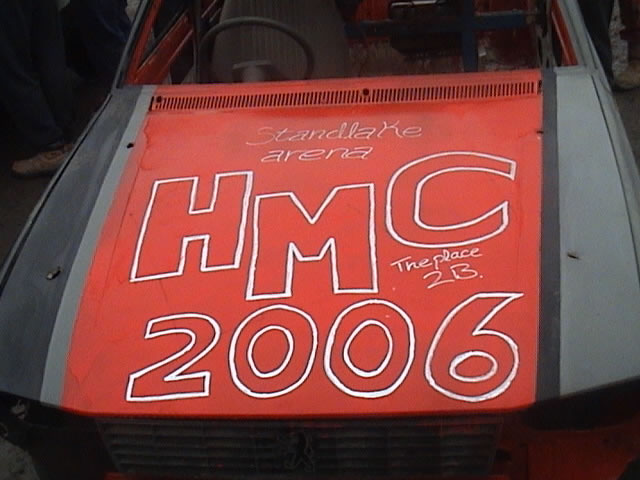 Standlake
arena
HMC
The place
2B.
2006